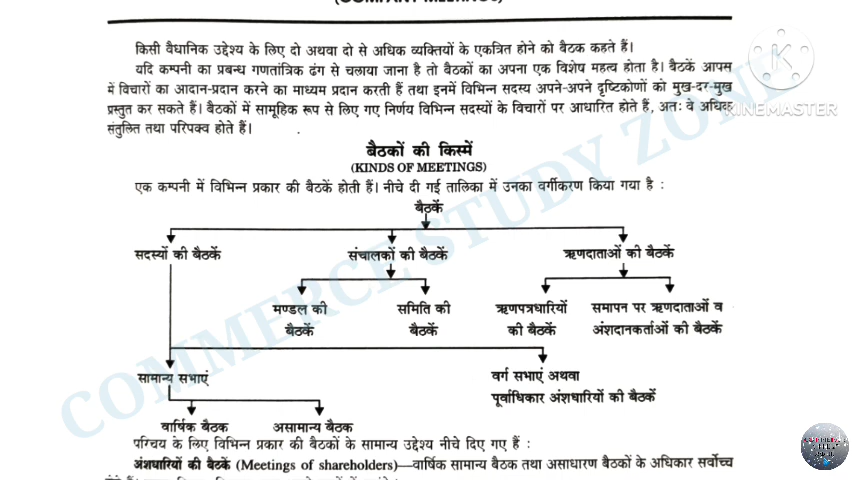 (COMPANY MEETINGS)
किसी वैधानिक उद्देश्य के लिए दो अथवा दो से अधिक व्यक्तियों के एकत्रित होने को बैठक कहते हैं।
यदि कम्पनी का प्रबन्ध गणतांत्रिक ढंग से चलाया जाना है तो बैठकों का अपना एक विशेष महत्व होता है। बैठकें आपस
में विचारों का आदान-प्रदान करने का माध्यम प्रदान करती हैं तथा इनमें विभिन्न सदस्य अपने-अपने दृष्टिकोणों को मुख-दर-मुख
प्रस्तुत कर सकते हैं। बैठकों में सामूहिक रूप से लिए गए निर्णय विभिन्न सदस्यों के विचारों पर आधारित होते हैं, अतः वे अधिक
संतुलित तथा परिपक्व होते हैं।
KINEMASTER
बैठकों की किस्में
(KINDS OF MEETINGS)
एक कम्पनी में विभिन्न प्रकार की बैठकें होती हैं। नीचे दी गई तालिका में उनका वर्गीकरण किया गया है :
बैठकें
सदस्यों की बैठकें संचालकों की बैठकें ऋणदाताओं की बैठकें
मण्डल की समिति की ऋणपत्रधारियों समापन पर ऋणदाताओं व
बैठकें बैठकें की बैठकें अंशदानकर्ताओं की बैठकें
सामान्य सभाएं वर्ग सभाएं अथवा
पूर्वाधिकार अंशधारियों की बैठकें
वार्षिक बैठक असामान्य बैठक
परिचय के लिए विभिन्न प्रकार की बैठकों के सामान्य उद्देश्य नीचे दिए गए हैं :
अंशधारियों की बैठकें (Meetings of shareholders)—वार्षिक सामान्य बैठक तथा असाधारण बैठकों के अधिकार सर्वोच्च
COMMERCE STUDY ZONE